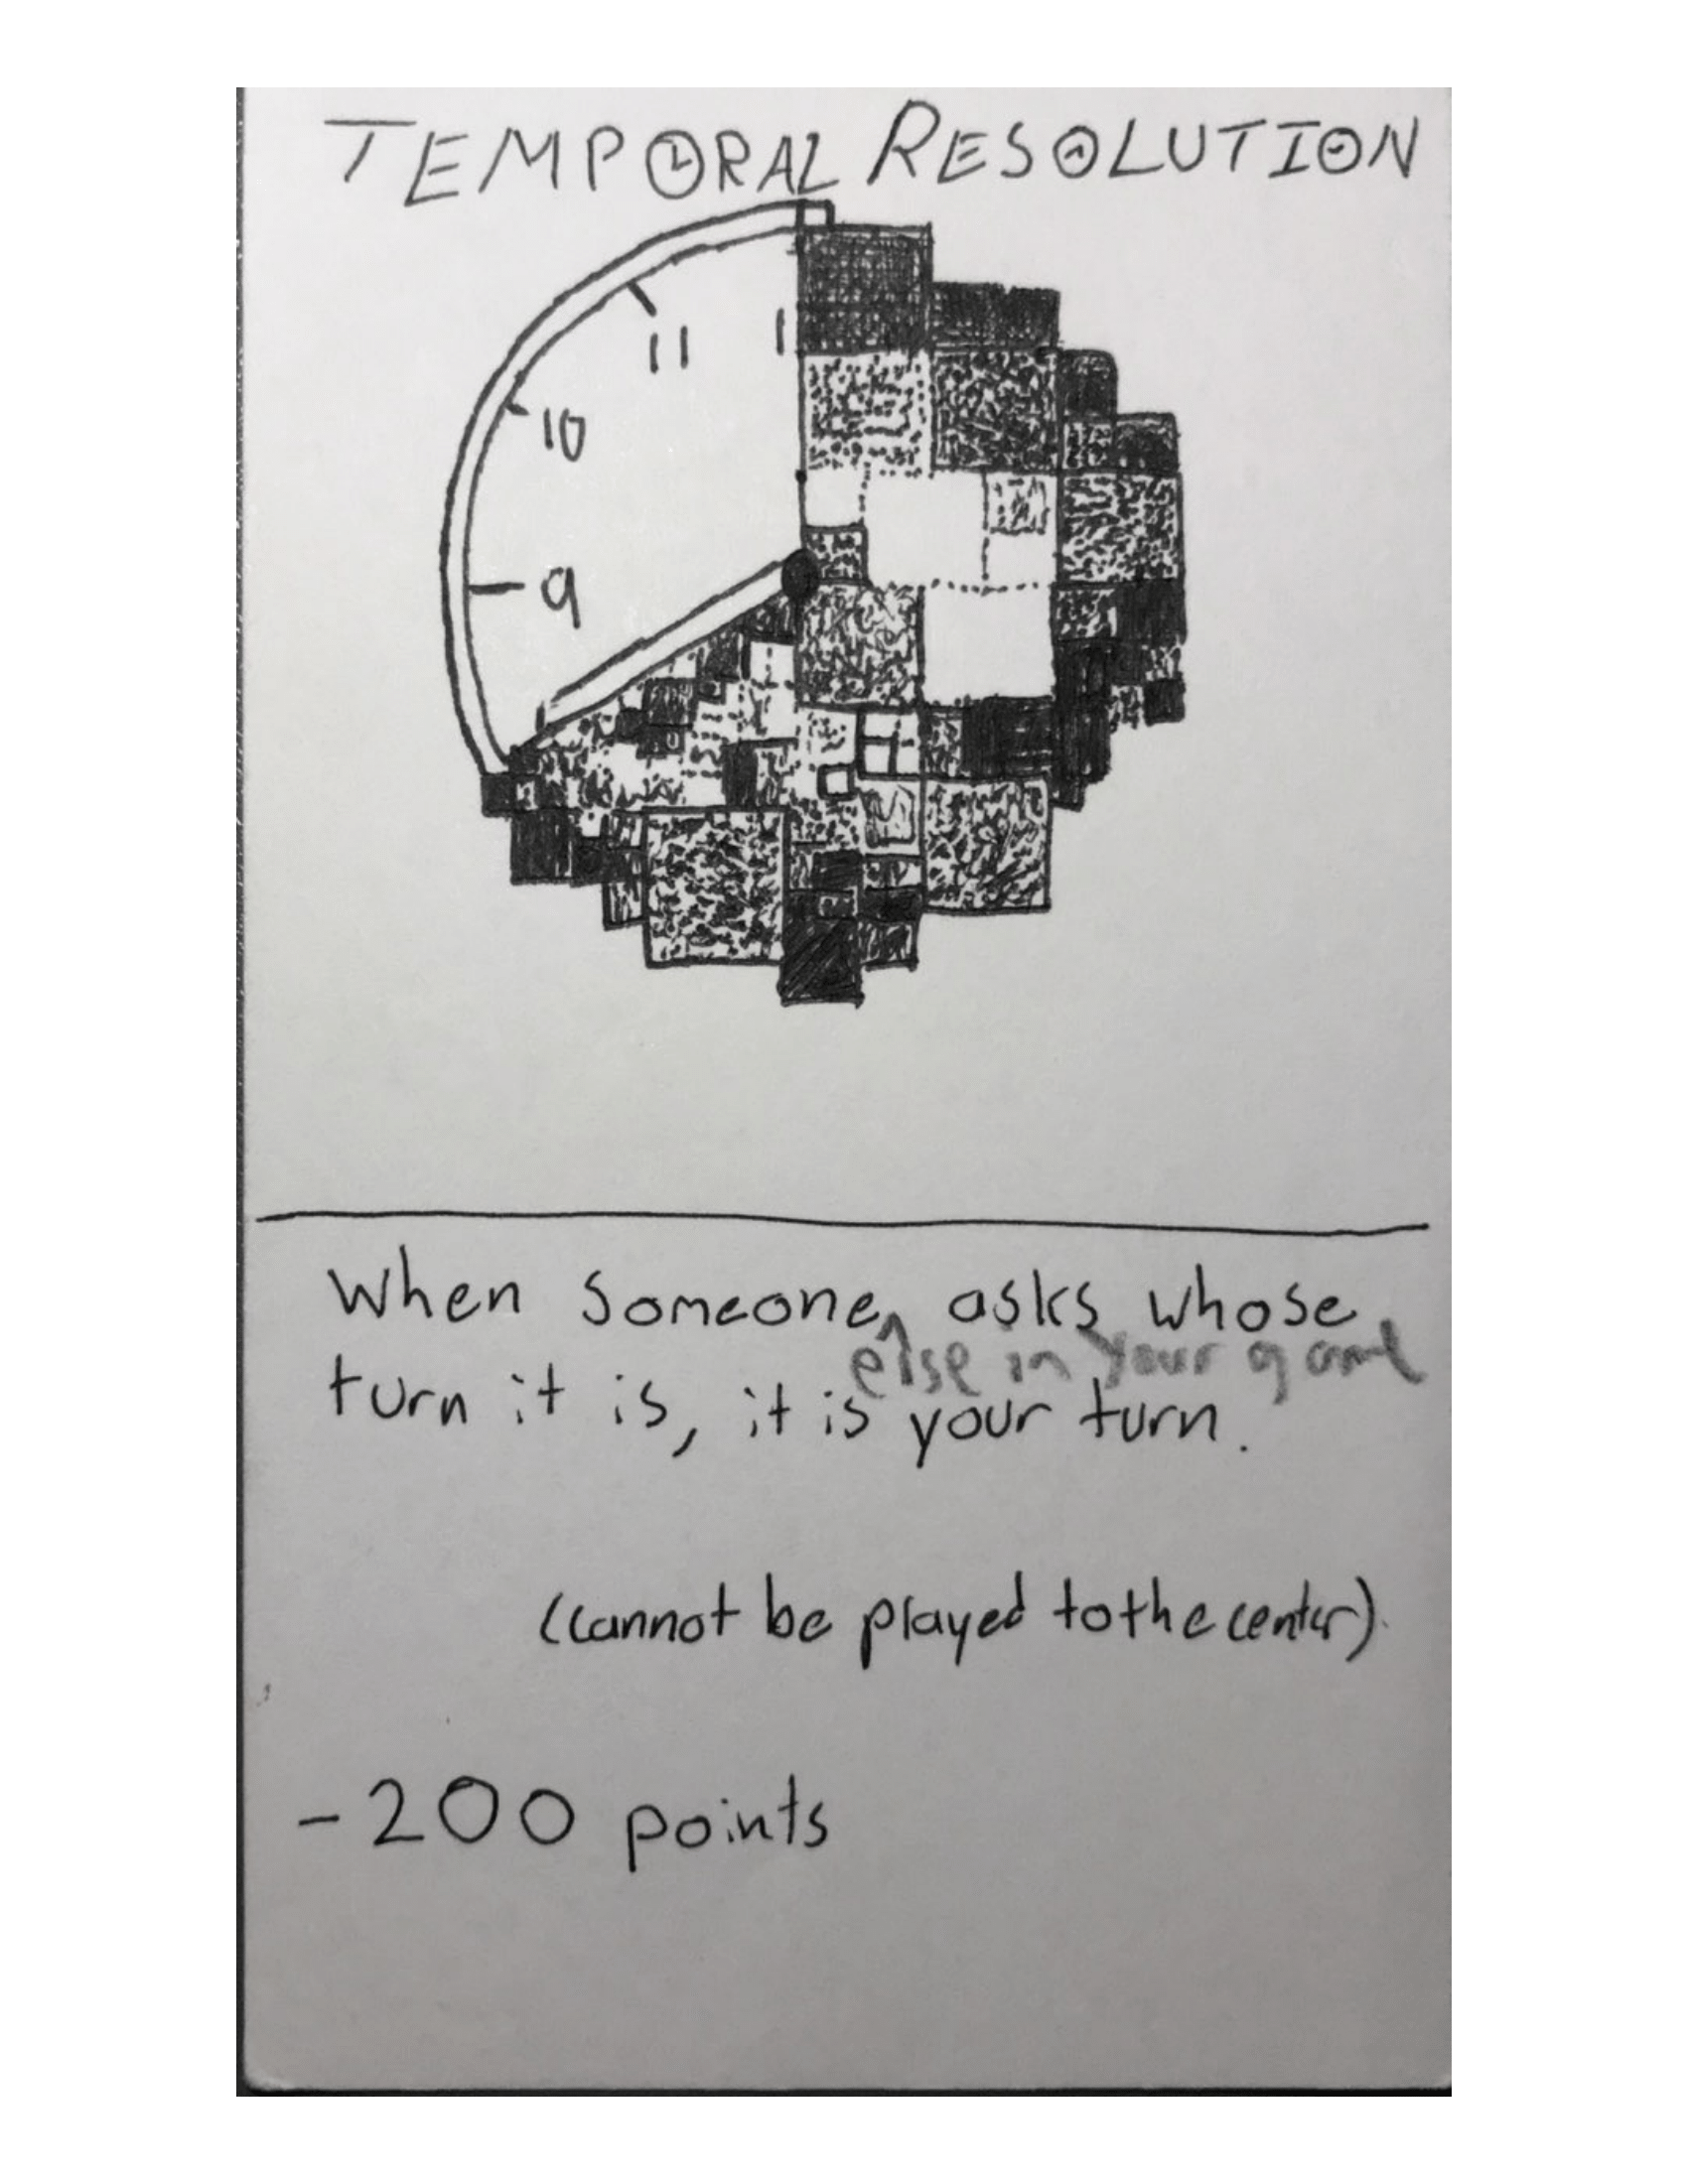 TEMPORAL RESOLUTION
11
1
10
9
When someone asks whose
else in your game
turn it is, it is your turn.
(cannot be played to the center).
-200 points